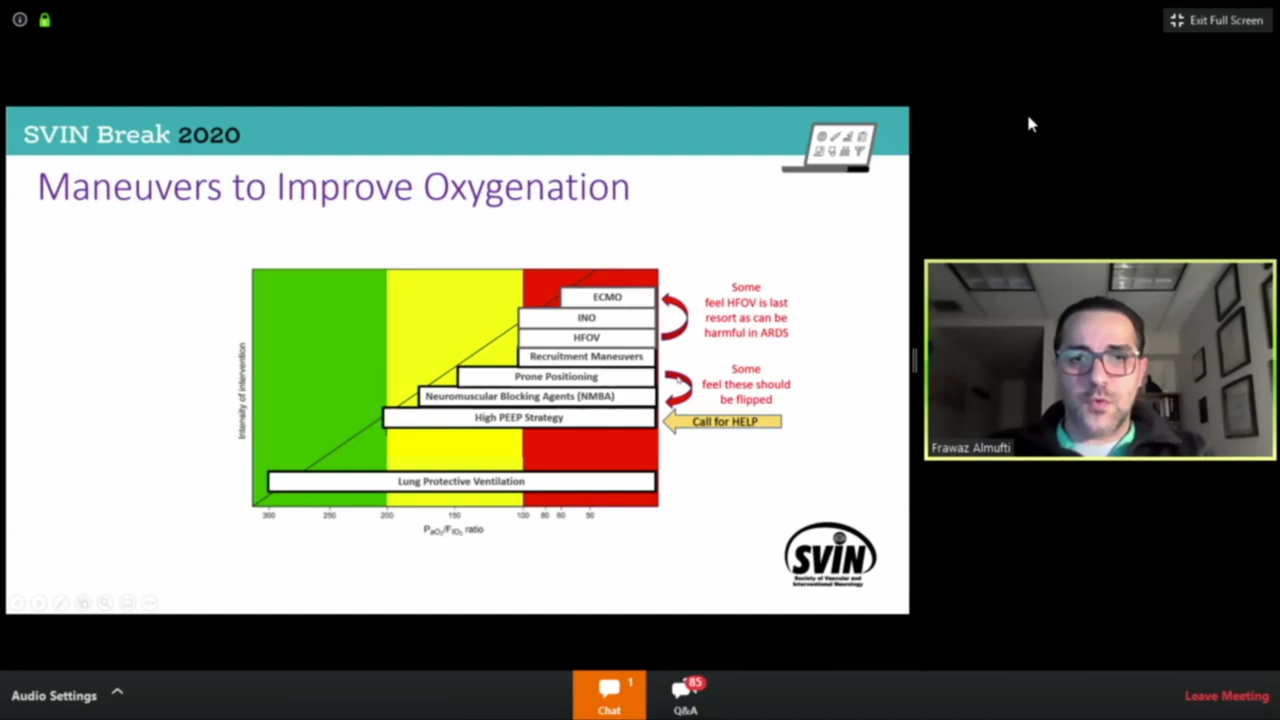 Exit Full Screen
SVIN Break 2020
Maneuvers to Improve Oxygenation
Intensity of intervention
ECMO
INO
HFOV
Recruitment Maneuvers
Prone Positioning
Neuromuscular Blocking Agents (NMBA)
High PEEP Strategy
Lung Protective Ventilation
300 250 200 150 100 80 60 50
PaO2/FIO2 ratio
Some
feel HFOV is last
resort as can be
harmful in ARDS
Some
feel these should
be flipped
Call for HELP
SVIN
Society of Vascular and
Interventional Neurology
Frawaz Almufti
Audio Settings
Chat
1
Q&A
85
Leave Meeting